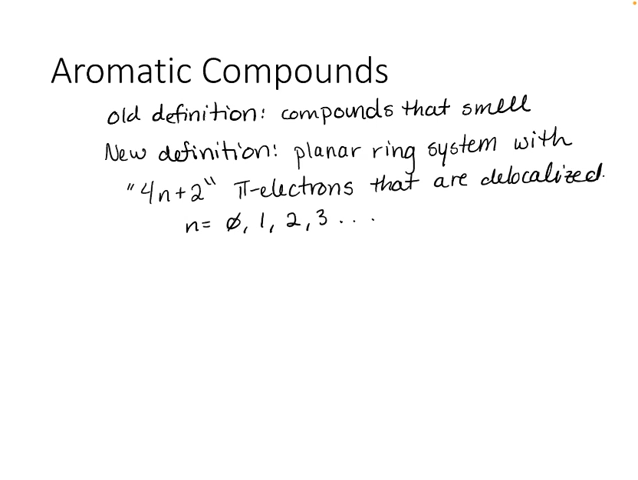 Aromatic Compounds
old definition: compounds that smell
New definition: planar ring system with
"4n+2" π-electrons that are delocalized.
n= ∅, 1, 2, 3 ...